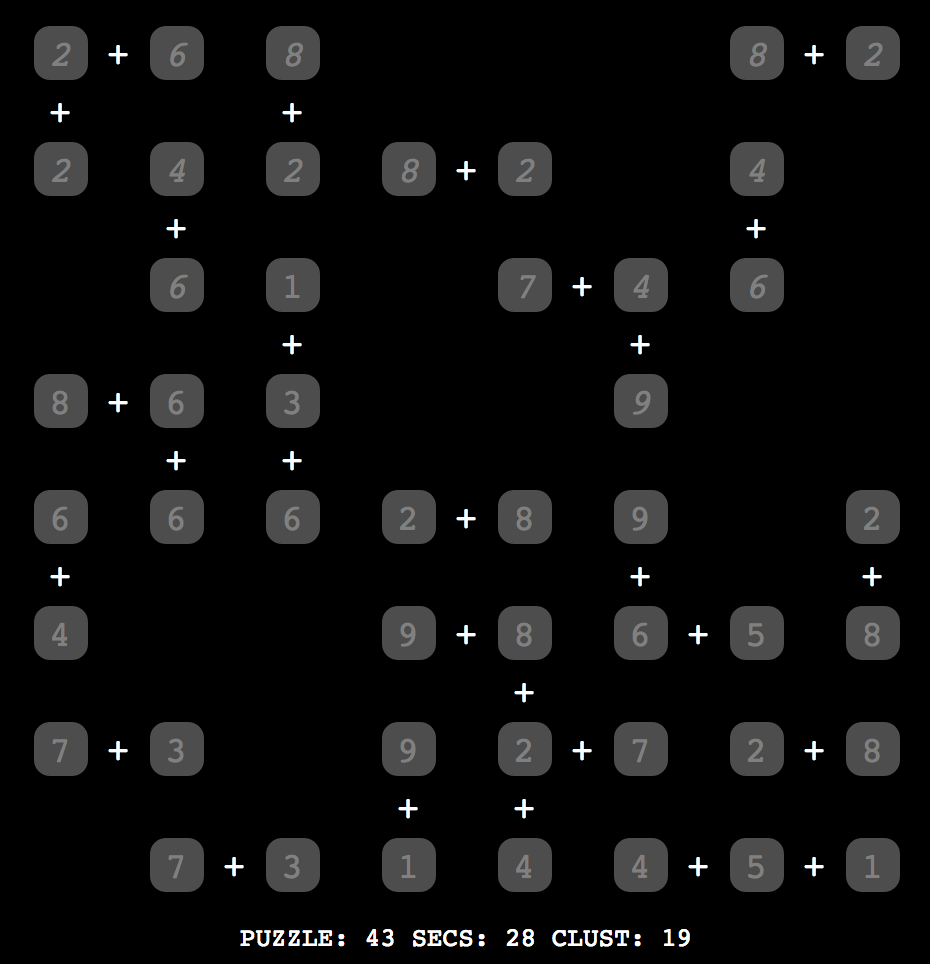 2 + 6 8 8 + 2
+ +
2 4 2 8 + 2 4
+ +
6 1 7 + 4 6
+ +
8 + 6 3 9
+ +
6 6 6 2 + 8 9 2
+ + +
4 9 + 8 6 + 5 8
+
7 + 3 9 2 + 7 2 + 8
+ +
7 + 3 1 4 4 + 5 + 1
PUZZLE: 43 SECS: 28 CLUST: 19